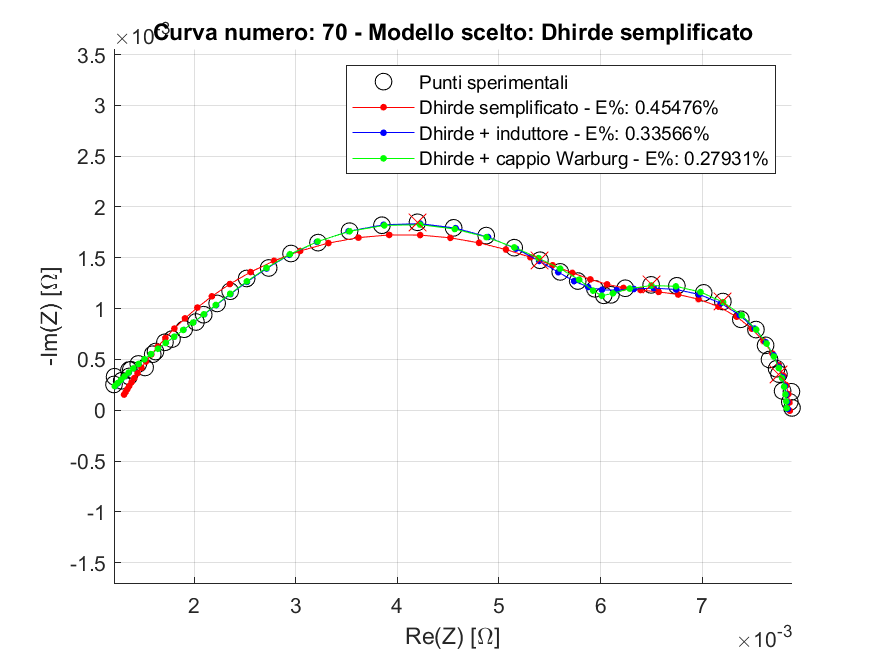 ×10-3
Curva numero: 70 - Modello scelto: Dhirde semplificato
3.5
3
2.5
2
1.5
1
0.5
0
-0.5
-1
-1.5
-Im(Z) [Ω]
Punti sperimentali
Dhirde semplificato - E%: 0.45476%
Dhirde + induttore - E%: 0.33566%
Dhirde + cappio Warburg - E%: 0.27931%
2 3 4 5 6 7
Re(Z) [Ω]
×10-3